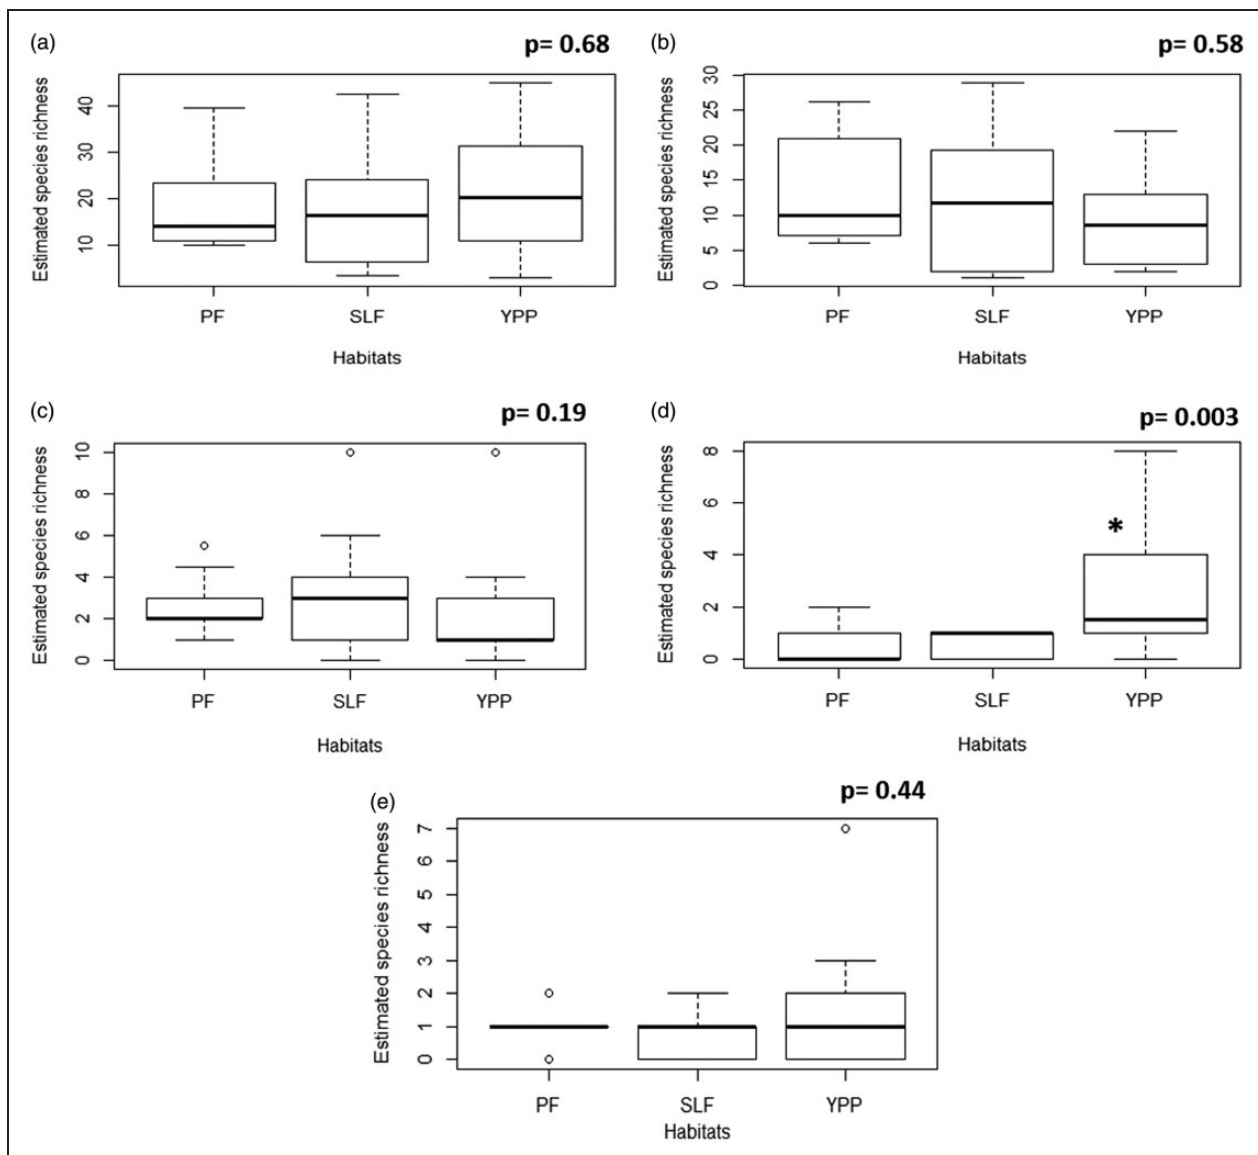 (a)
p= 0.68
Estimated species richness
40
30
20
10
PF SLF YPP
Habitats
(b)
p= 0.58
Estimated species richness
30
25
20
15
10
5
0
PF SLF YPP
Habitats
(c)
p= 0.19
Estimated species richness
10
8
6
4
2
0
PF SLF YPP
Habitats
(d)
p= 0.003
Estimated species richness
8
6
4
2
0
*
PF SLF YPP
Habitats
(e)
p= 0.44
Estimated species richness
7
6
5
4
3
2
1
0
PF SLF YPP
Habitats